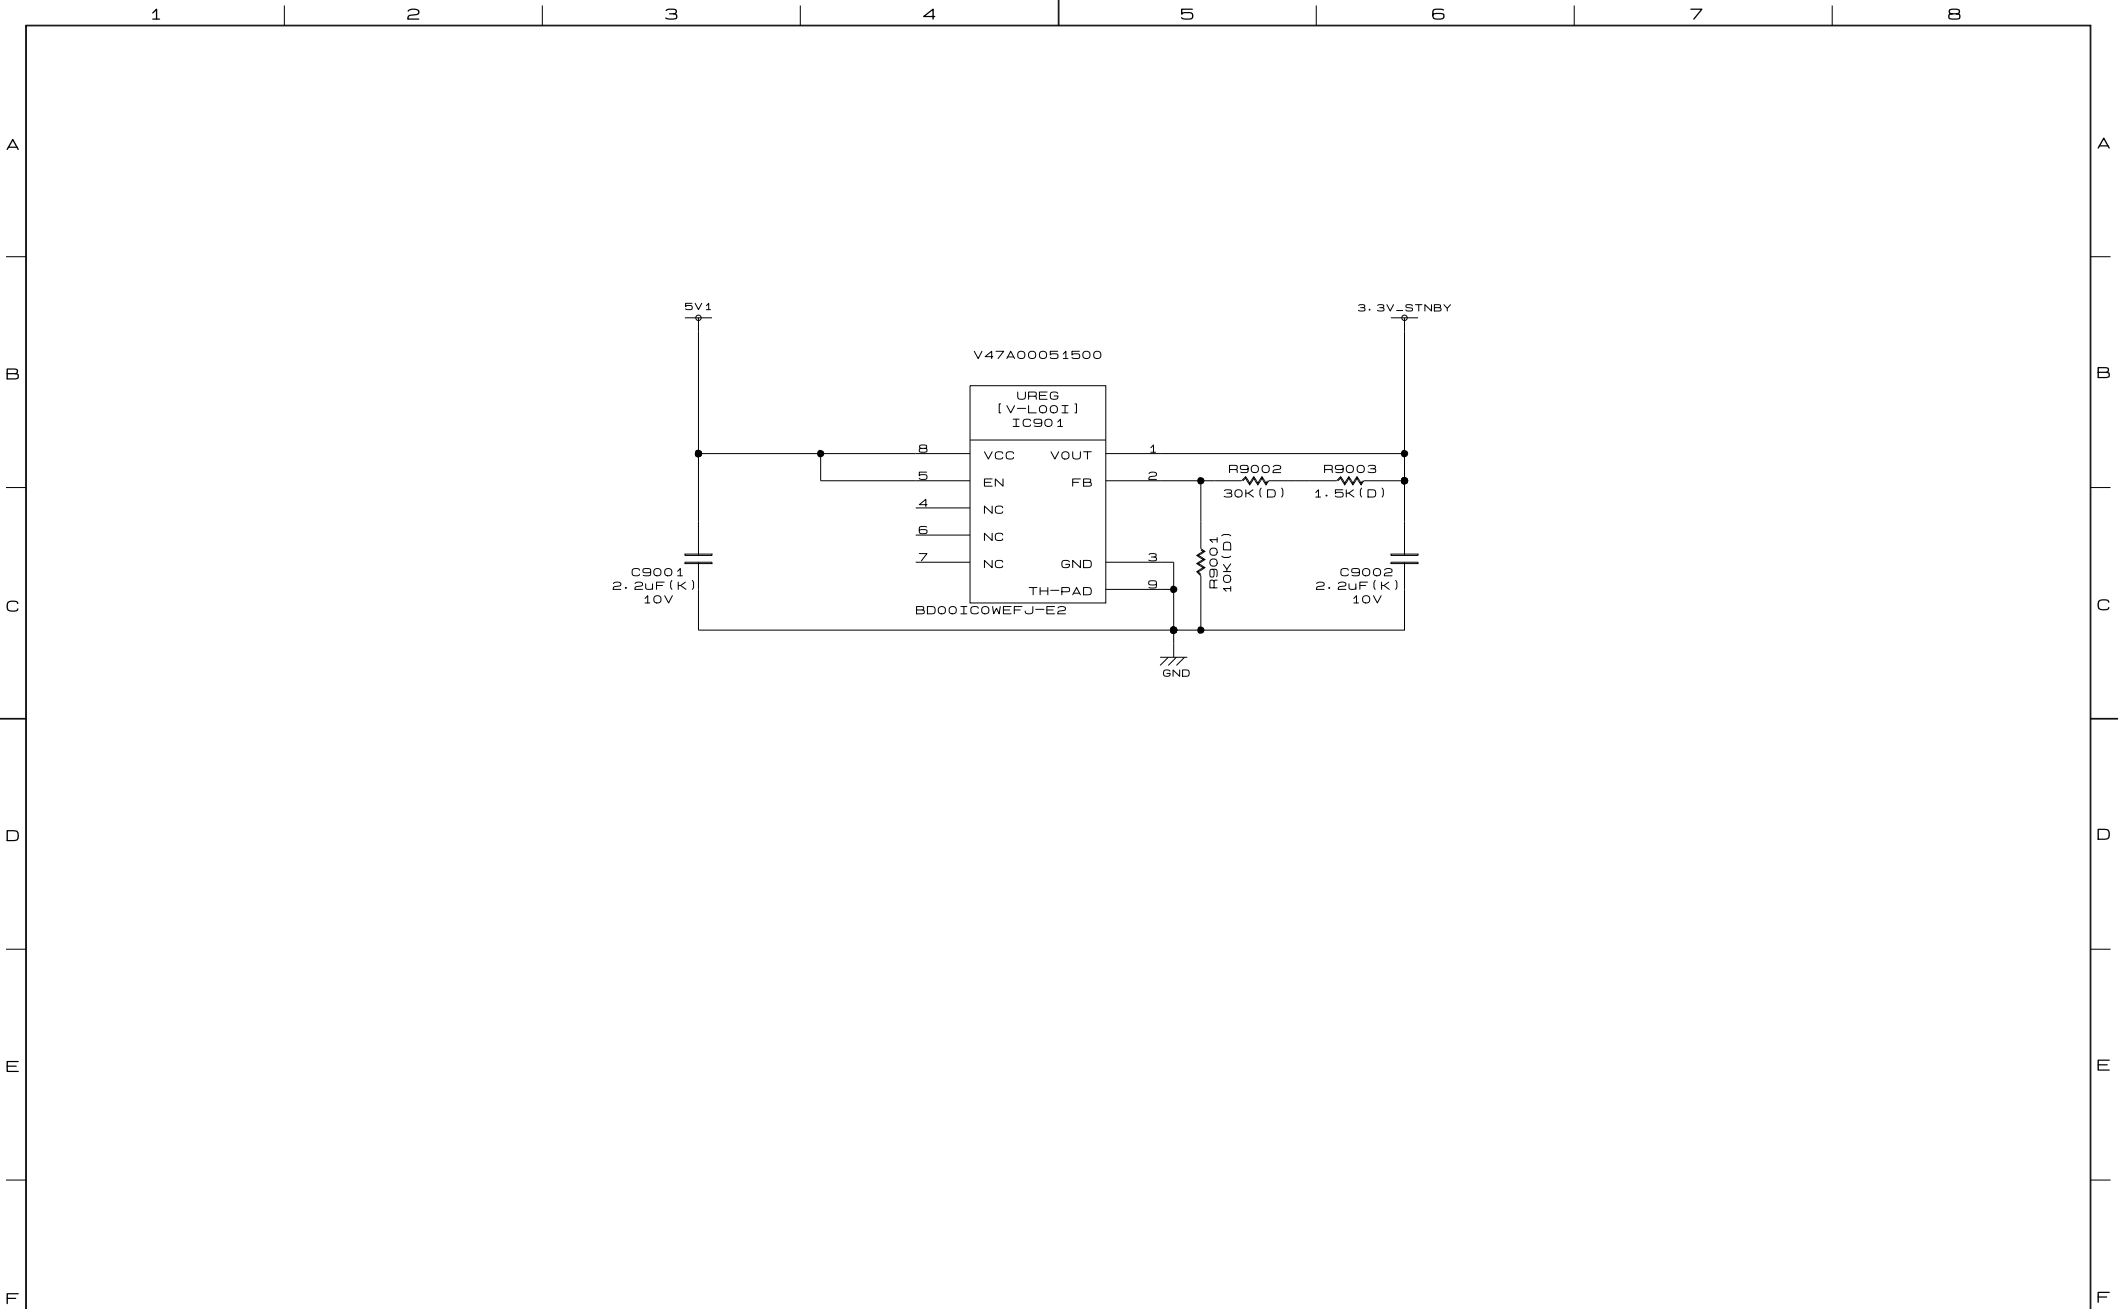 1 2 3 4 5 6 7 8
A A
5V1 3.3V_STNBY
V47A00051500
B B
UREG
[V-L00I]
IC901
8 VCC VOUT 1
5 EN FB 2
R9002 R9003
30K(D) 1.5K(D)
4 NC
6 NC
7 NC GND 3
TH-PAD 9
R9001
10K(D)
C9001
2.2uF(K)
10V
C9002
2.2uF(K)
10V
C C
BD00IC0WEFJ-E2
GND
D D
E E
F F